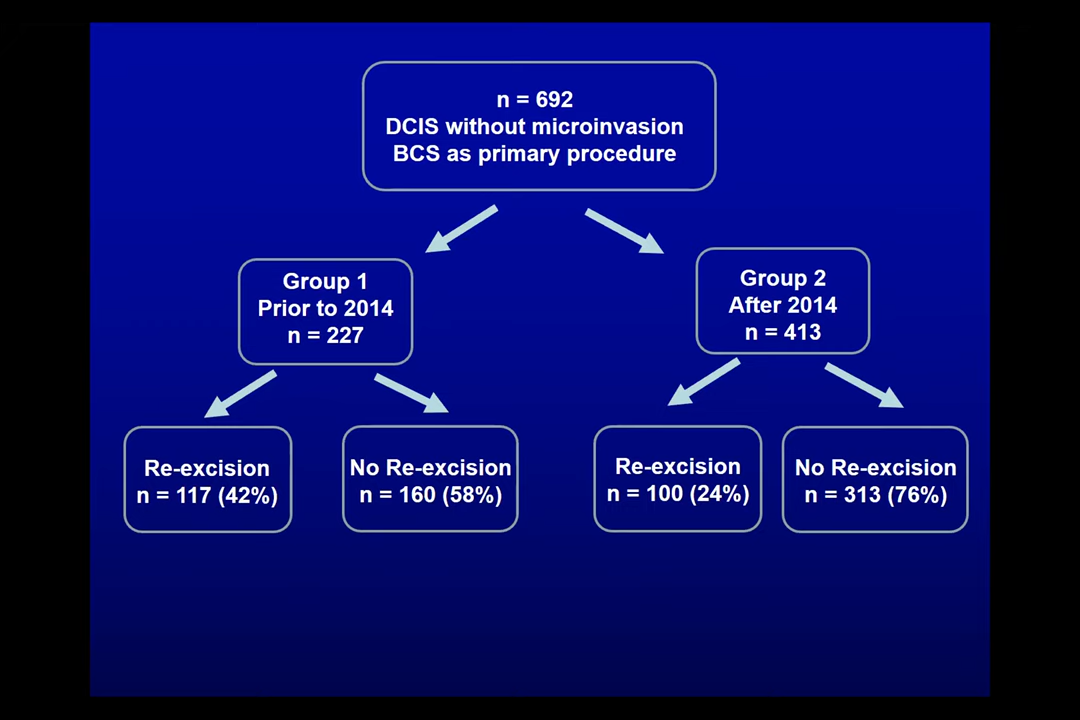 n = 692
DCIS without microinvasion
BCS as primary procedure
Group 1
Prior to 2014
n = 227
Group 2
After 2014
n = 413
Re-excision
n = 117 (42%)
No Re-excision
n = 160 (58%)
Re-excision
n = 100 (24%)
No Re-excision
n = 313 (76%)